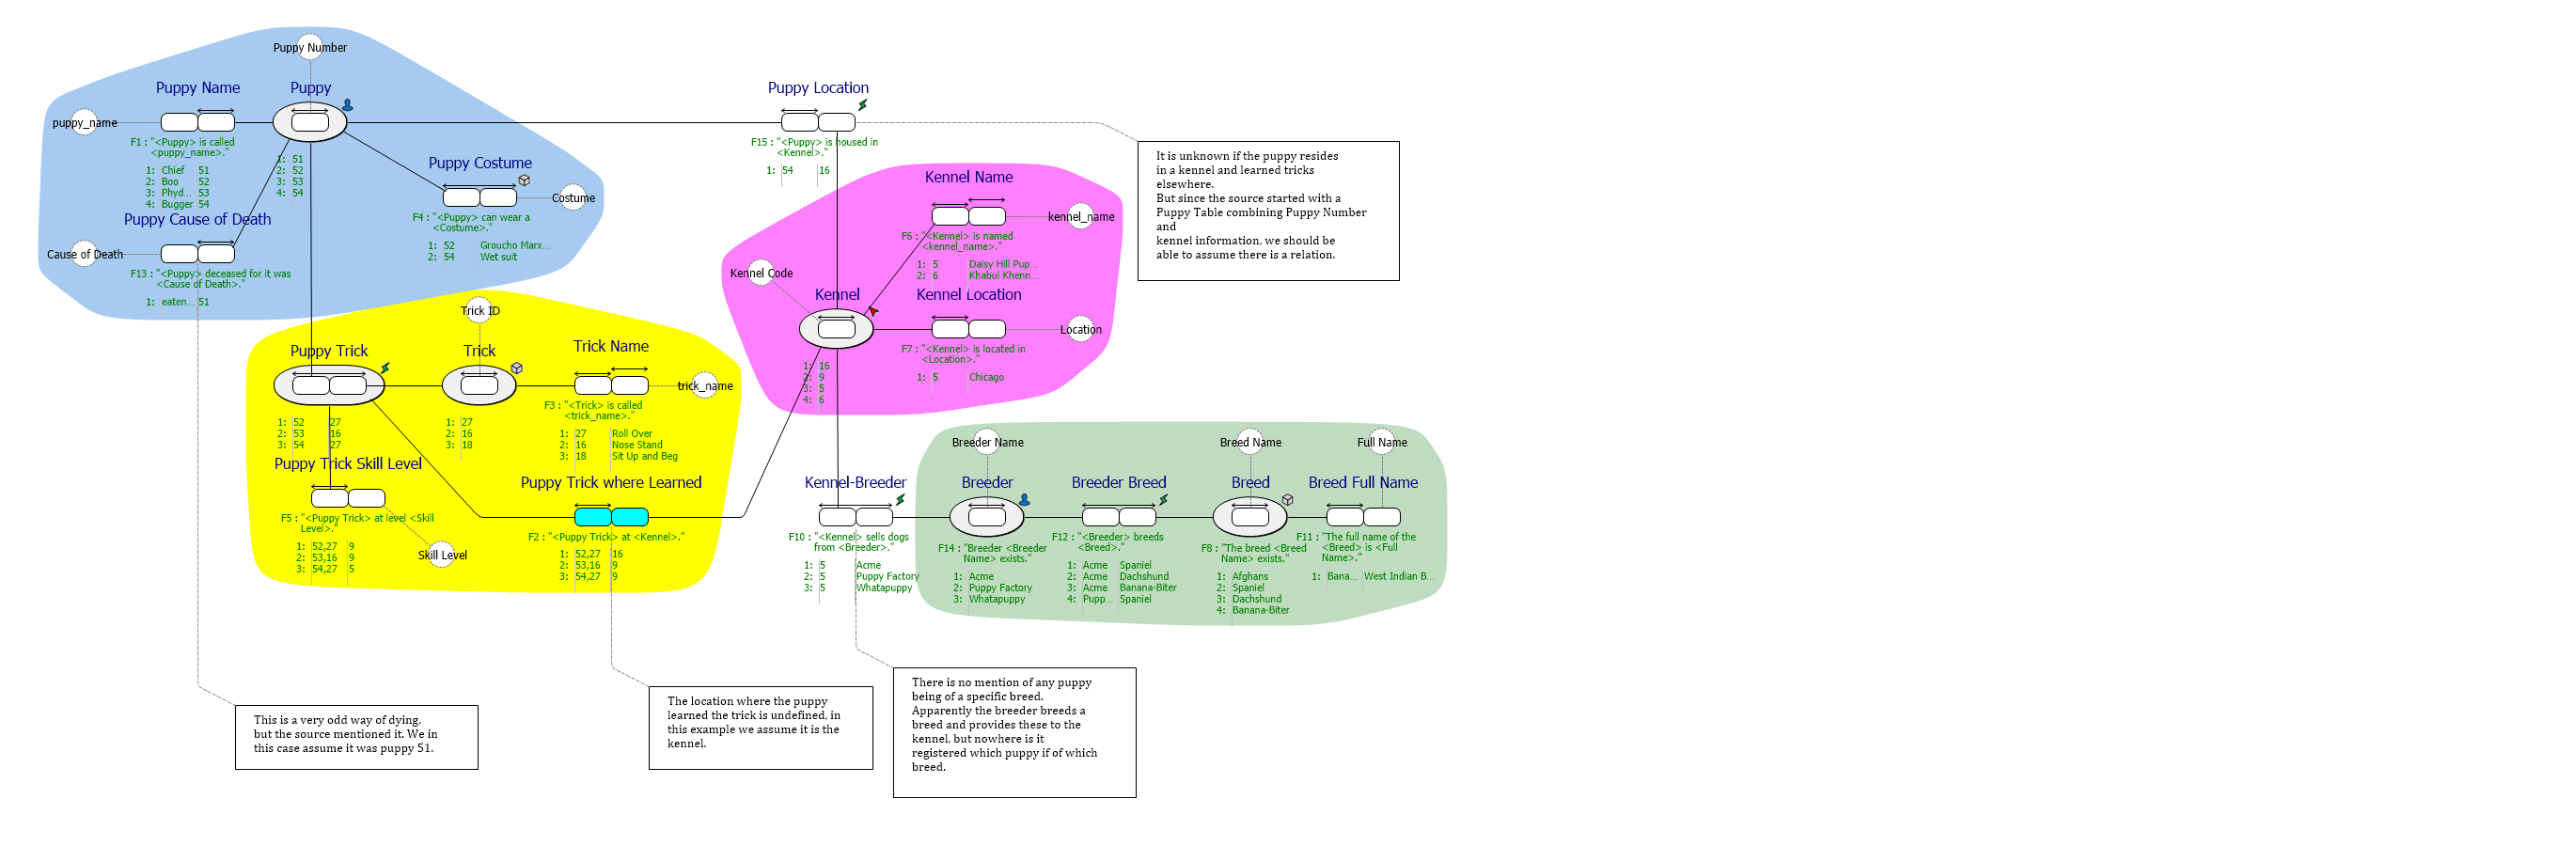 Puppy Number
Puppy Name
Puppy
puppy_name
F1 : "<Puppy> is called
<puppy_name>."
1: Chief 51
2: Boo 52
3: Phyd... 53
4: Bugger 54
1: 51
2: 52
3: 53
4: 54
Puppy Costume
Costume
F4 : "<Puppy> can wear a
<Costume>."
1: 52 Groucho Marx...
2: 54 Wet suit
Puppy Cause of Death
Cause of Death
F13 : "<Puppy> deceased for it was
<Cause of Death>."
1: eaten... 51
Puppy Location
F15 : "<Puppy> is housed in
<Kennel>."
1: 54 16
It is unknown if the puppy resides
in a kennel and learned tricks
elsewhere.
But since the source started with a
Puppy Table combining Puppy Number
and
kennel information, we should be
able to assume there is a relation.
Kennel Name
kennel_name
F6 : "<Kennel> is named
<kennel_name>."
1: 5 Daisy Hill Pup...
2: 6 Khabul Khenn...
Kennel Code
Kennel
1: 16
2: 9
3: 5
4: 6
Kennel Location
Location
F7 : "<Kennel> is located in
<Location>."
1: 5 Chicago
Trick ID
Puppy Trick
1: 52 27
2: 53 16
3: 54 27
Trick
1: 27
2: 16
3: 18
Trick Name
trick_name
F3 : "<Trick> is called
<trick_name>."
1: 27 Roll Over
2: 16 Nose Stand
3: 18 Sit Up and Beg
Puppy Trick Skill Level
F5 : "<Puppy Trick> at level <Skill
Level>."
1: 52,27 9
2: 53,16 9
3: 54,27 5
Skill Level
Puppy Trick where Learned
F2 : "<Puppy Trick> at <Kennel>."
1: 52,27 16
2: 53,16 9
3: 54,27 9
Kennel-Breeder
F10 : "<Kennel> sells dogs
from <Breeder>."
1: 5 Acme
2: 5 Puppy Factory
3: 5 Whatapuppy
Breeder Name
Breeder
F14 : "Breeder <Breeder
Name> exists."
1: Acme
2: Puppy Factory
3: Whatapuppy
Breeder Breed
F12 : "<Breeder> breeds
<Breed>."
1: Acme Spaniel
2: Acme Dachshund
3: Acme Banana-Biter
4: Pupp... Spaniel
Breed Name
Breed
F8 : "The breed <Breed
Name> exists."
1: Afghans
2: Spaniel
3: Dachshund
4: Banana-Biter
Full Name
Breed Full Name
F11 : "The full name of the
<Breed> is <Full
Name>."
1: Bana... West Indian B...
This is a very odd way of dying,
but the source mentioned it. We in
this case assume it was puppy 51.
The location where the puppy
learned the trick is undefined, in
this example we assume it is the
kennel.
There is no mention of any puppy
being of a specific breed.
Apparently the breeder breeds a
breed and provides these to the
kennel, but nowhere is it
registered which puppy if of which
breed.